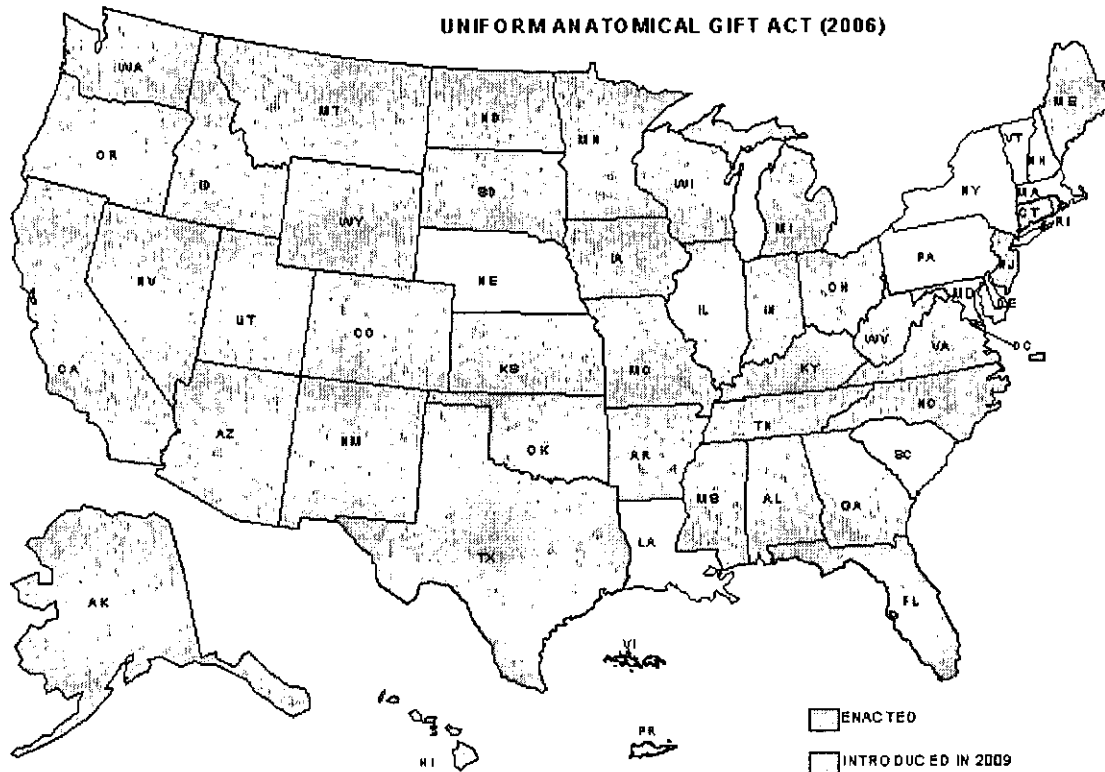 UNIFORM ANATOMICAL GIFT ACT (2006)
WA
MT
ND
MN
ME
OR
ID
WY
SD
WI
MI
NY
VT
NH
MA
CT
RI
NV
UT
CO
NE
IA
IL
IN
OH
PA
NJ
MD
DE
DC
WV
VA
CA
KS
MO
KY
NC
AZ
NM
OK
AR
TN
SC
MS
AL
GA
TX
LA
FL
AK
VI
HI
PR
ENACTED
INTRODUCED IN 2009